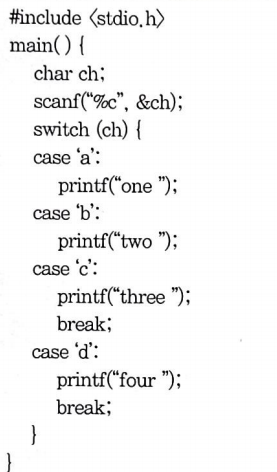 #include 〈stdio.h〉
main( ) {
char ch;
scanf(“%c”, &ch);
switch (ch) {
case ‘a’:
printf(“one ”);
case ‘b’:
printf(“two ”);
case ‘c’:
printf(“three ”);
break;
case ‘d’:
printf(“four ”);
break;
}
}